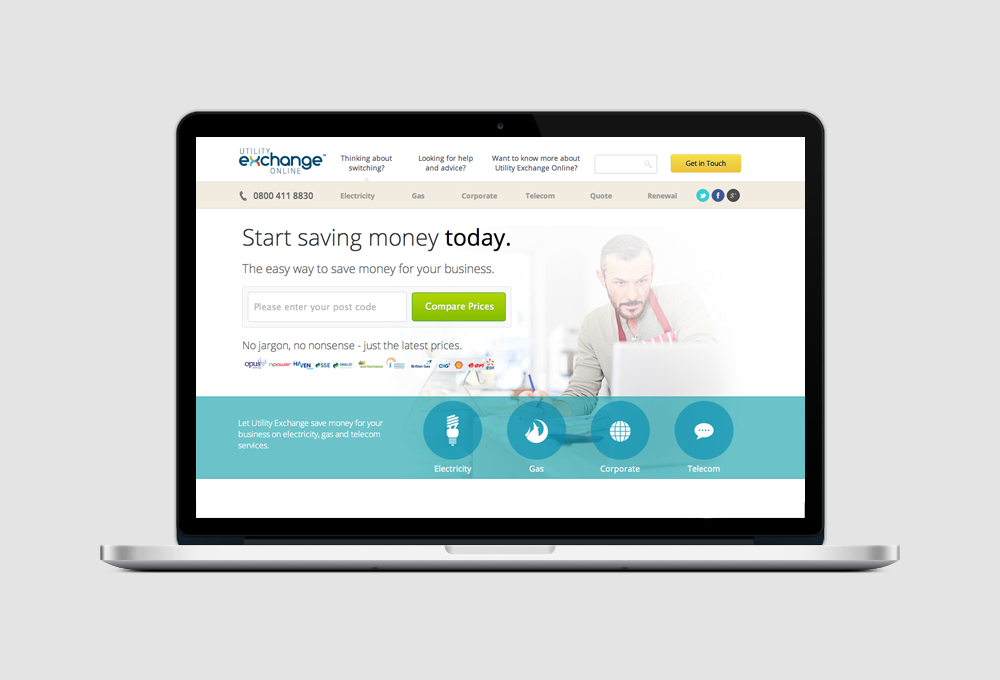 UTILITY
exchange™
ONLINE
Thinking about
switching?
Looking for help
and advice?
Want to know more about
Utility Exchange Online?
Get in Touch
0800 411 8830
Electricity
Gas
Corporate
Telecom
Quote
Renewal
Start saving money today.
The easy way to save money for your business.
Please enter your post code
Compare Prices
No jargon, no nonsense - just the latest prices.
opus npower HAVEN SSE British Gas CNG e.on EDF
Let Utility Exchange save money for your
business on electricity, gas and telecom
services.
Electricity
Gas
Corporate
Telecom